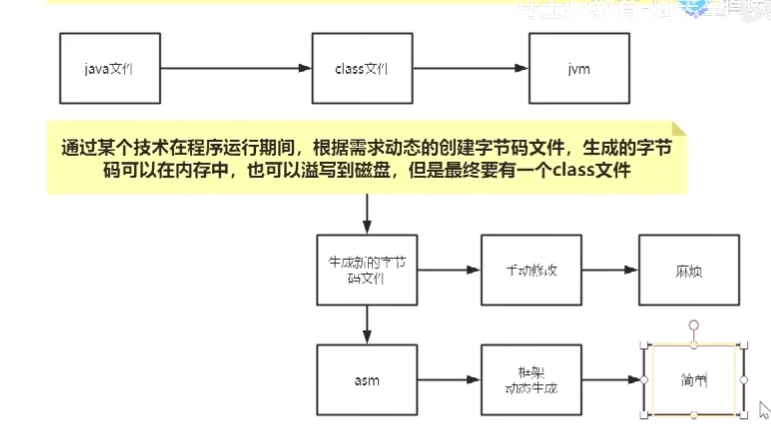 java文件
class文件
jvm
通过某个技术在程序运行期间，根据需求动态的创建字节码文件，生成的字节
码可以在内存中，也可以溢写到磁盘，但是最终要有一个class文件
生成新的字节
码文件
手动修改
麻烦
asm
框架
动态生成
简单